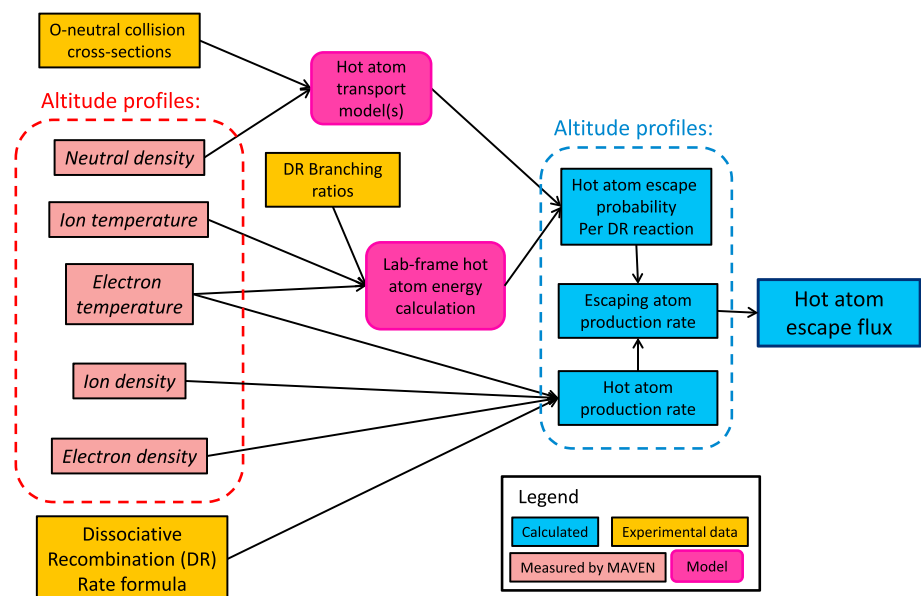 O-neutral collision
cross-sections
Hot atom
transport
model(s)
Altitude profiles:
Altitude profiles:
Neutral density
DR Branching
ratios
Hot atom escape
probability
Per DR reaction
Ion temperature
Lab-frame hot
atom energy
calculation
Electron
temperature
Escaping atom
production rate
Hot atom
escape flux
Ion density
Hot atom
production rate
Electron density
Dissociative
Recombination (DR)
Rate formula
Legend
Calculated
Experimental data
Measured by MAVEN
Model